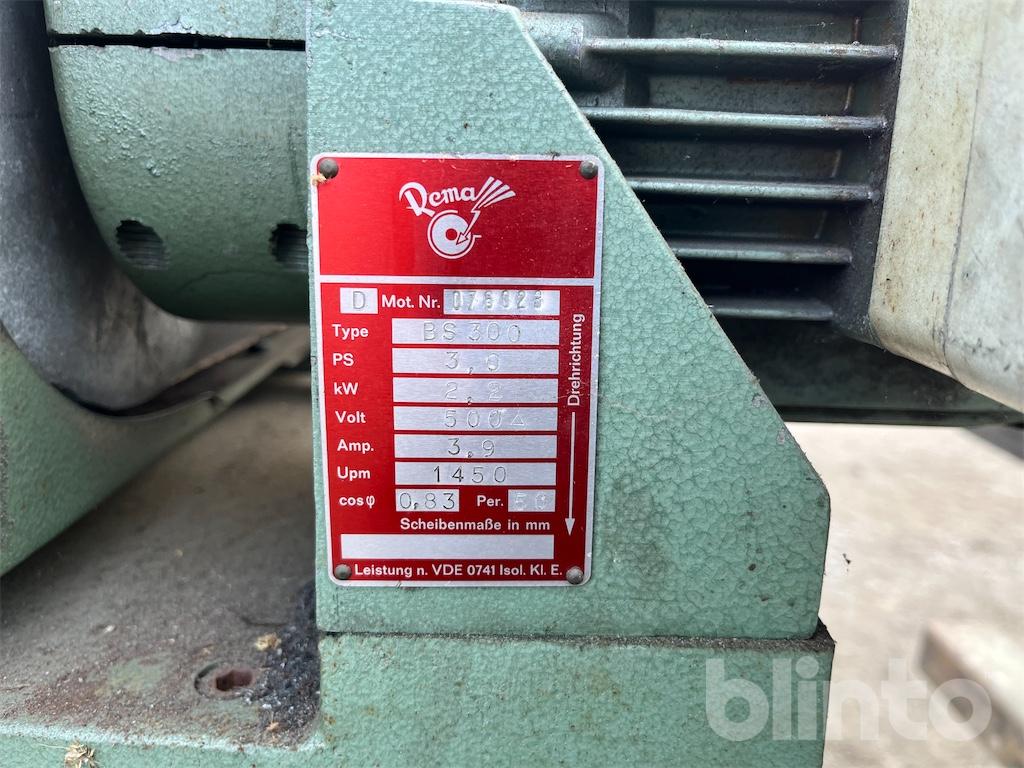 Rema
D Mot. Nr.
Type BS 300
PS 3,0
kW 2,2
Volt 500 △
Amp. 3,9
Upm 1450
cos φ 0,83 Per. 50
Scheibenmaße in mm
Leistung n. VDE 0741 Isol. Kl. E.
Drehrichtung
blinto